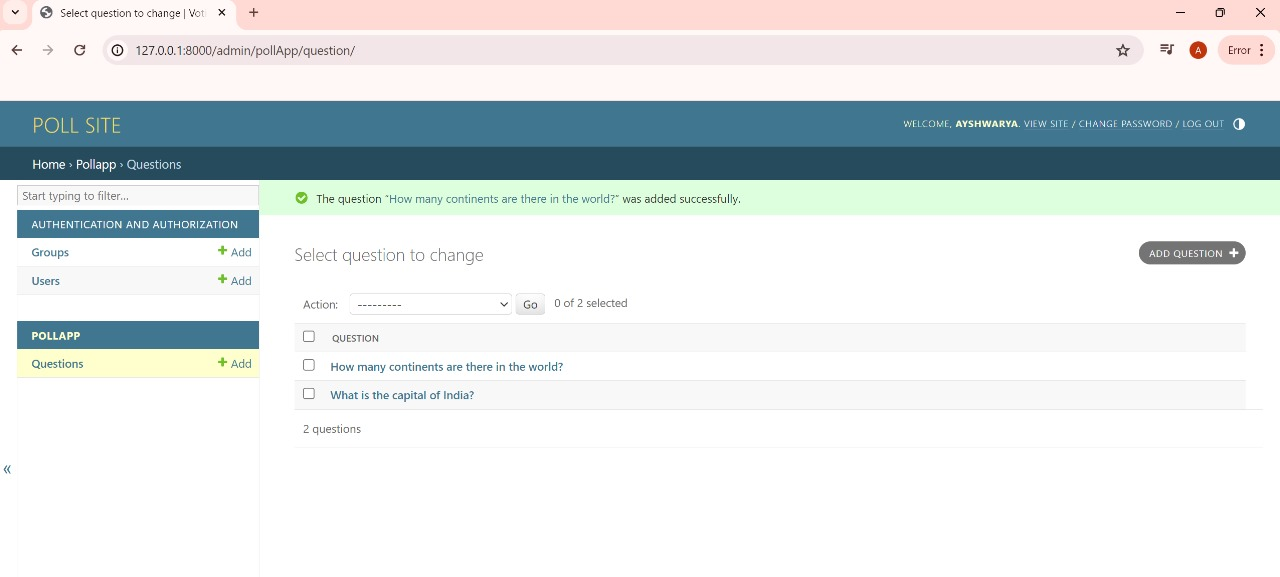 Select question to change | Vot
127.0.0.1:8000/admin/pollApp/question/
A
Error
POLL SITE
WELCOME, AYSHWARYA. VIEW SITE / CHANGE PASSWORD / LOG OUT
Home › Pollapp › Questions
Start typing to filter...
The question “How many continents are there in the world?” was added successfully.
AUTHENTICATION AND AUTHORIZATION
Groups + Add
Users + Add
POLLAPP
Questions + Add
Select question to change
ADD QUESTION +
Action: --------- Go 0 of 2 selected
QUESTION
How many continents are there in the world?
What is the capital of India?
2 questions
«